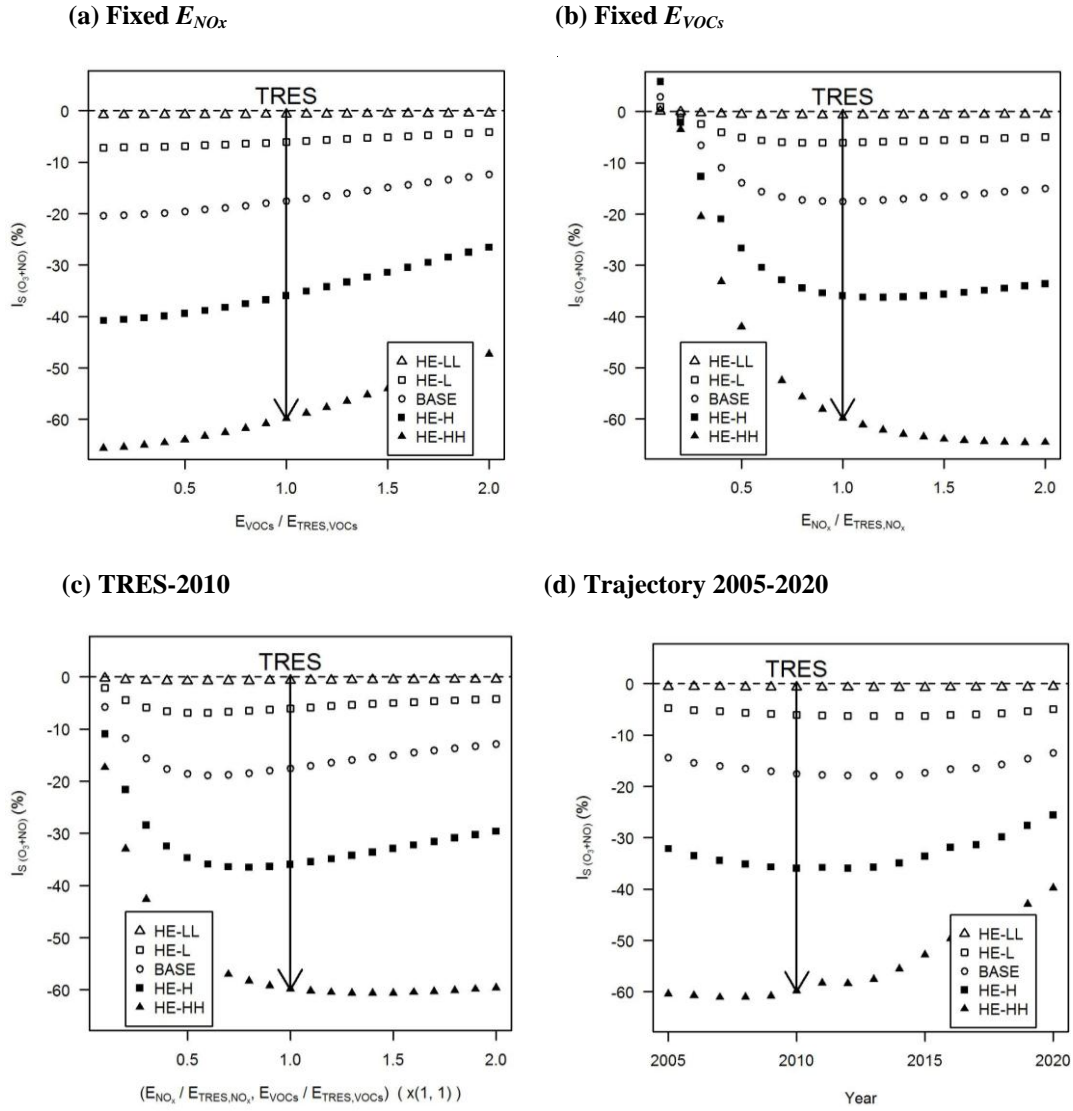 (a) Fixed E_NOx
TRES
0
-10
-20
-30
-40
-50
-60
I_S (O₃+NO) (%)
HE-LL
HE-L
BASE
HE-H
HE-HH
0.5 1.0 1.5 2.0
E_VOCs / E_TRES,VOCs
(b) Fixed E_VOCs
TRES
0
-10
-20
-30
-40
-50
-60
I_S (O₃+NO) (%)
HE-LL
HE-L
BASE
HE-H
HE-HH
0.5 1.0 1.5 2.0
E_NOₓ / E_TRES,NOₓ
(c) TRES-2010
TRES
0
-10
-20
-30
-40
-50
-60
I_S (O₃+NO) (%)
HE-LL
HE-L
BASE
HE-H
HE-HH
0.5 1.0 1.5 2.0
(E_NOₓ / E_TRES,NOₓ, E_VOCs / E_TRES,VOCs) ( x(1, 1) )
(d) Trajectory 2005-2020
TRES
0
-10
-20
-30
-40
-50
-60
I_S (O₃+NO) (%)
HE-LL
HE-L
BASE
HE-H
HE-HH
2005 2010 2015 2020
Year